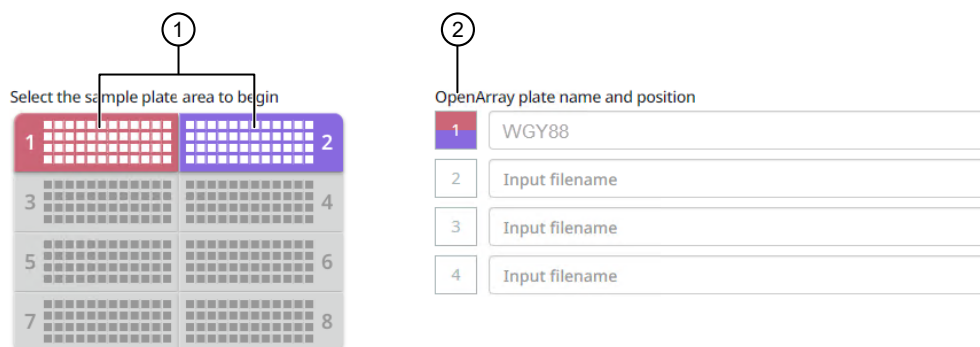 1
2
Select the sample plate area to begin
1 2
3 4
5 6
7 8
OpenArray plate name and position
1 WGY88
2 Input filename
3 Input filename
4 Input filename